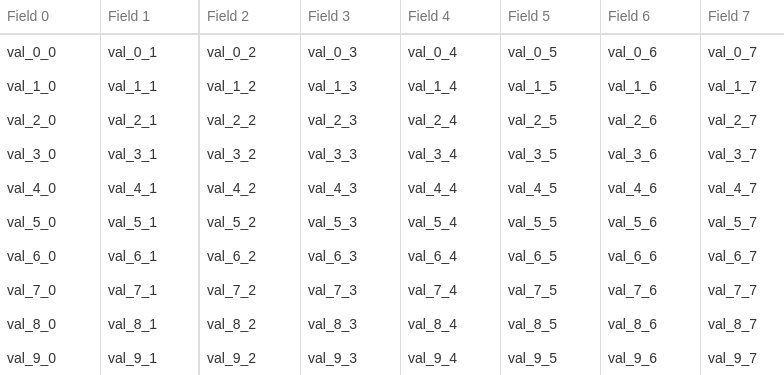 Field 0 Field 1 Field 2 Field 3 Field 4 Field 5 Field 6 Field 7
val_0_0 val_0_1 val_0_2 val_0_3 val_0_4 val_0_5 val_0_6 val_0_7
val_1_0 val_1_1 val_1_2 val_1_3 val_1_4 val_1_5 val_1_6 val_1_7
val_2_0 val_2_1 val_2_2 val_2_3 val_2_4 val_2_5 val_2_6 val_2_7
val_3_0 val_3_1 val_3_2 val_3_3 val_3_4 val_3_5 val_3_6 val_3_7
val_4_0 val_4_1 val_4_2 val_4_3 val_4_4 val_4_5 val_4_6 val_4_7
val_5_0 val_5_1 val_5_2 val_5_3 val_5_4 val_5_5 val_5_6 val_5_7
val_6_0 val_6_1 val_6_2 val_6_3 val_6_4 val_6_5 val_6_6 val_6_7
val_7_0 val_7_1 val_7_2 val_7_3 val_7_4 val_7_5 val_7_6 val_7_7
val_8_0 val_8_1 val_8_2 val_8_3 val_8_4 val_8_5 val_8_6 val_8_7
val_9_0 val_9_1 val_9_2 val_9_3 val_9_4 val_9_5 val_9_6 val_9_7